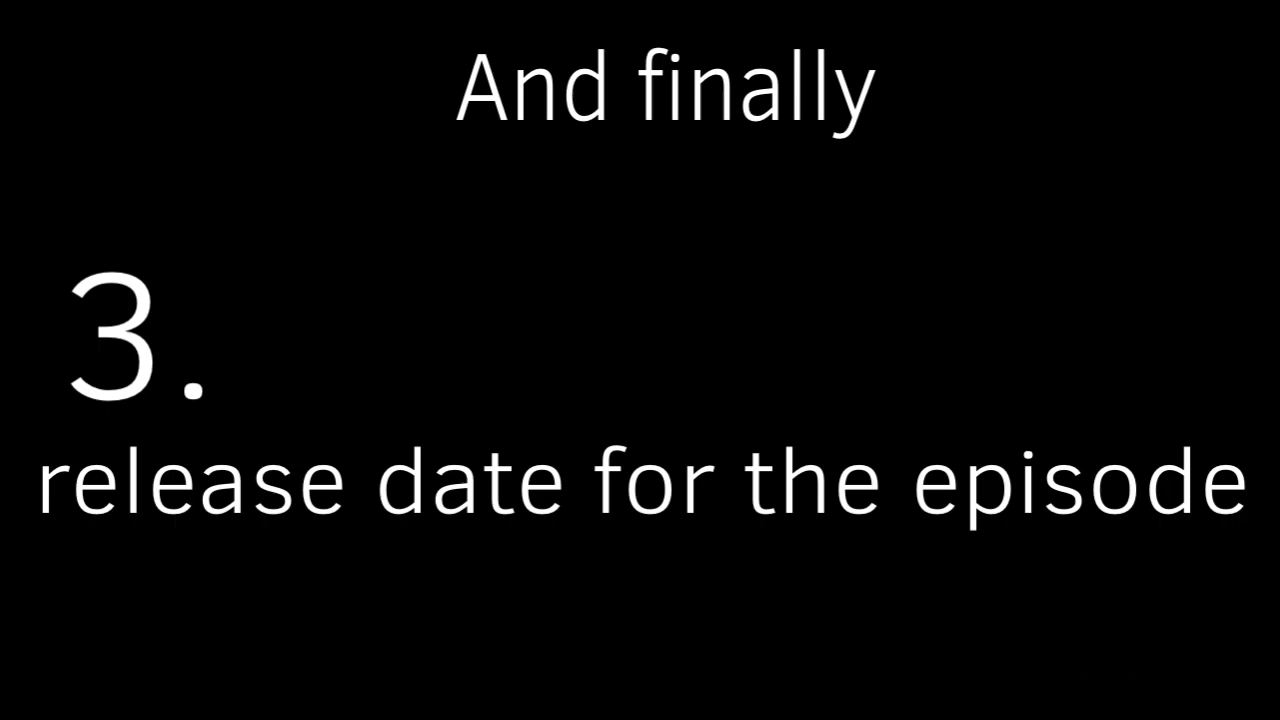 And finally
3.
release date for the episode